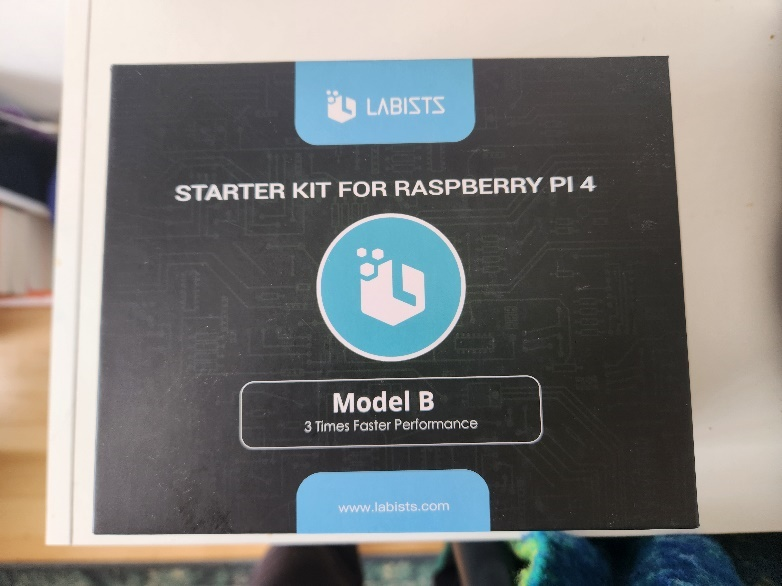 LABISTS
STARTER KIT FOR RASPBERRY PI 4
Model B
3 Times Faster Performance
www.labists.com